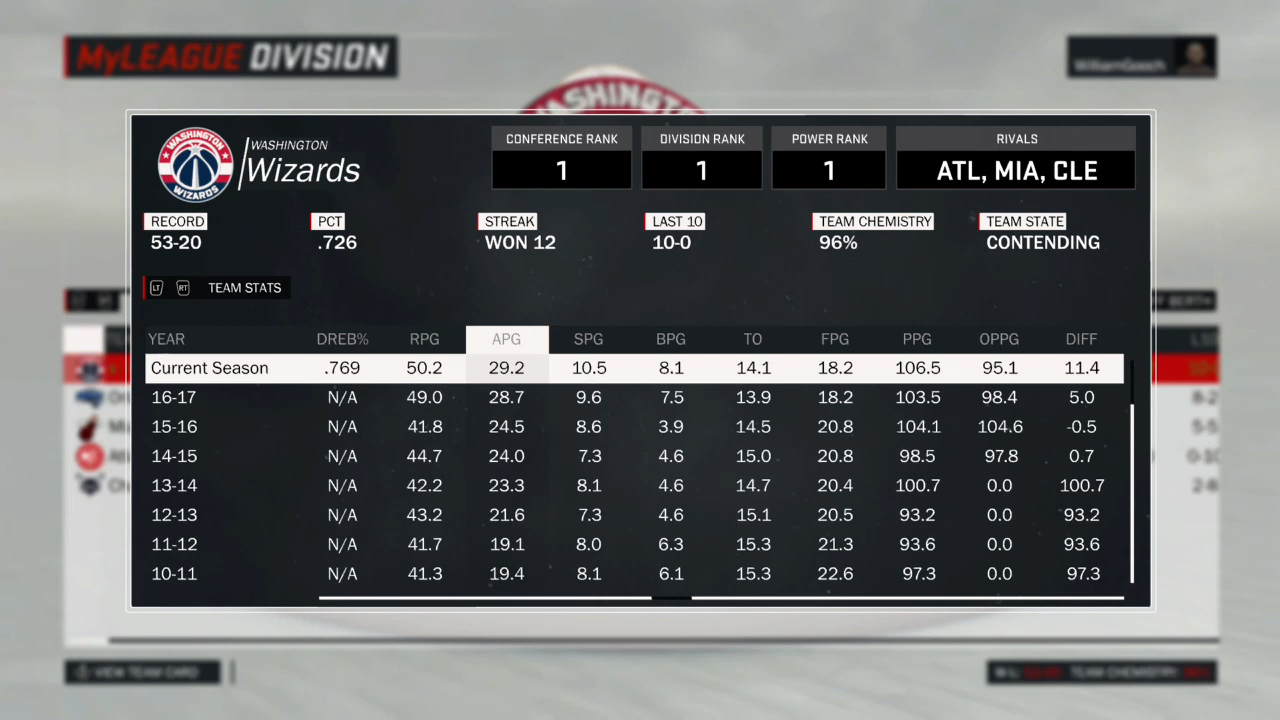 MyLEAGUE DIVISION
WilliamGooch
WASHINGTON
WASHINGTON WIZARDS
WASHINGTON
Wizards
CONFERENCE RANK DIVISION RANK POWER RANK RIVALS
1 1 1 ATL, MIA, CLE
RECORD PCT STREAK LAST 10 TEAM CHEMISTRY TEAM STATE
53-20 .726 WON 12 10-0 96% CONTENDING
LT RT TEAM STATS
YEAR DREB% RPG APG SPG BPG TO FPG PPG OPPG DIFF
Current Season .769 50.2 29.2 10.5 8.1 14.1 18.2 106.5 95.1 11.4
16-17 N/A 49.0 28.7 9.6 7.5 13.9 18.2 103.5 98.4 5.0
15-16 N/A 41.8 24.5 8.6 3.9 14.5 20.8 104.1 104.6 -0.5
14-15 N/A 44.7 24.0 7.3 4.6 15.0 20.8 98.5 97.8 0.7
13-14 N/A 42.2 23.3 8.1 4.6 14.7 20.4 100.7 0.0 100.7
12-13 N/A 43.2 21.6 7.3 4.6 15.1 20.5 93.2 0.0 93.2
11-12 N/A 41.7 19.1 8.0 6.3 15.3 21.3 93.6 0.0 93.6
10-11 N/A 41.3 19.4 8.1 6.1 15.3 22.6 97.3 0.0 97.3
VIEW TEAM CARD
TEAM CHEMISTRY: